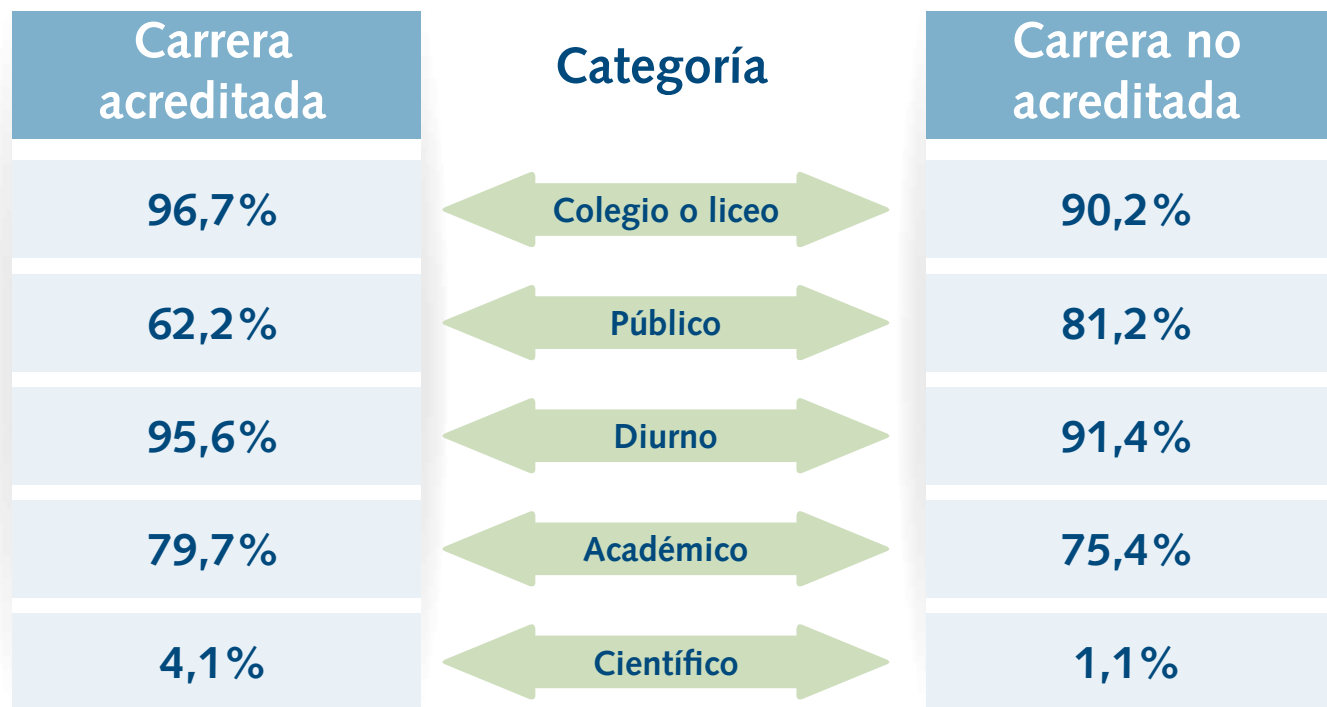 Carrera
acreditada
Categoría
Carrera no
acreditada
96,7%
Colegio o liceo
90,2%
62,2%
Público
81,2%
95,6%
Diurno
91,4%
79,7%
Académico
75,4%
4,1%
Científico
1,1%